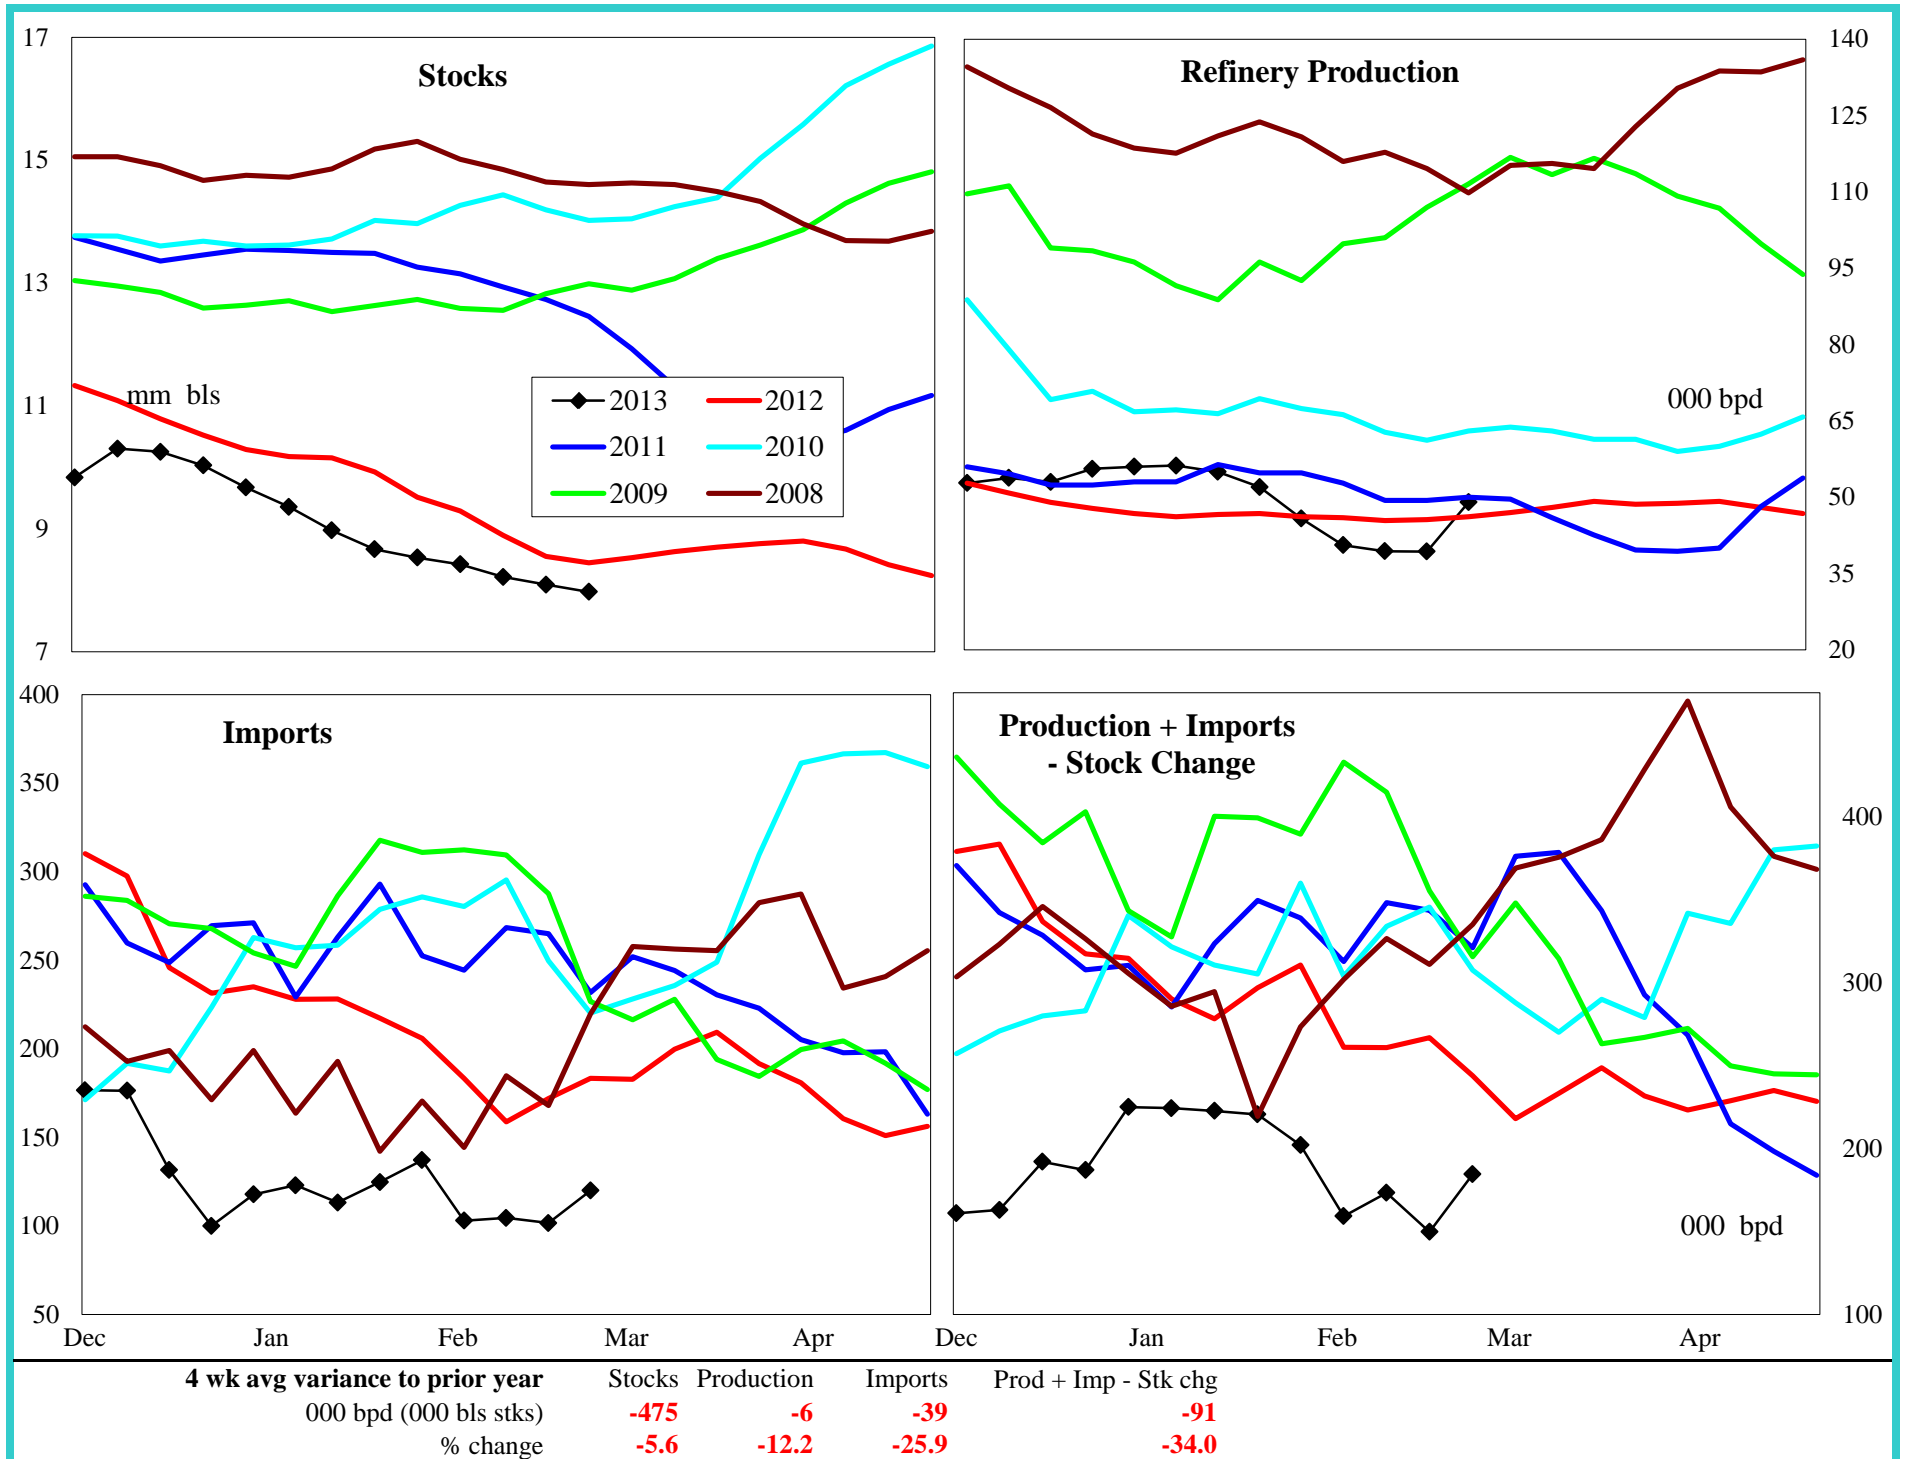 Stocks
17
15
13
11
9
7
mm bls
2013 2012
2011 2010
2009 2008
Refinery Production
140
125
110
95
80
65
50
35
20
000 bpd
Imports
400
350
300
250
200
150
100
50
Dec Jan Feb Mar Apr
Production + Imports
- Stock Change
400
300
200
100
000 bpd
Dec Jan Feb Mar Apr
4 wk avg variance to prior year Stocks Production Imports Prod + Imp - Stk chg
000 bpd (000 bls stks) -475 -6 -39 -91
% change -5.6 -12.2 -25.9 -34.0